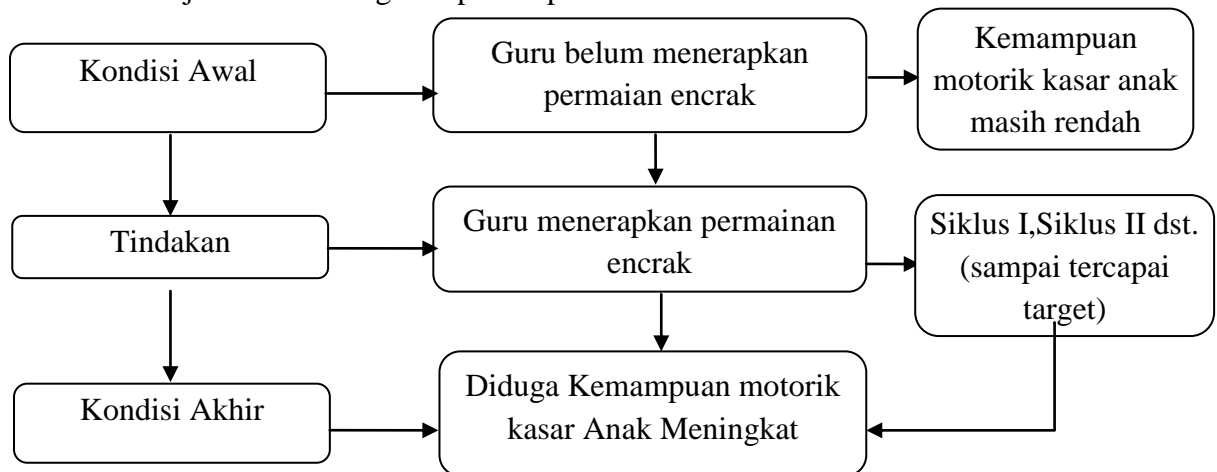 Kondisi Awal
Guru belum menerapkan
permaian encrak
Kemampuan
motorik kasar anak
masih rendah
Tindakan
Guru menerapkan permainan
encrak
Siklus I,Siklus II dst.
(sampai tercapai
target)
Kondisi Akhir
Diduga Kemampuan motorik
kasar Anak Meningkat